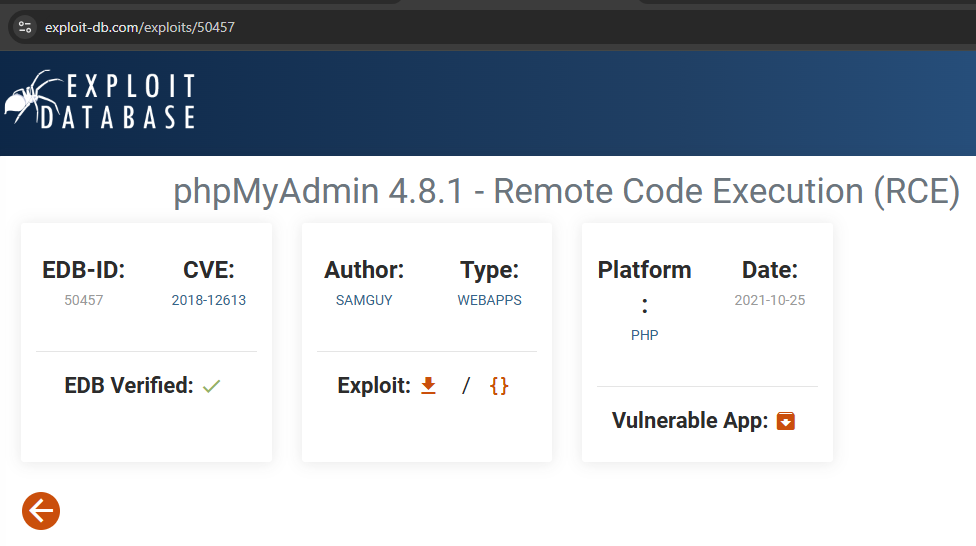 exploit-db.com/exploits/50457
EXPLOIT
DATABASE
phpMyAdmin 4.8.1 - Remote Code Execution (RCE)
EDB-ID:
50457
CVE:
2018-12613
EDB Verified:
Author:
SAMGUY
Type:
WEBAPPS
Exploit: / {}
Platform
:
PHP
Date:
2021-10-25
Vulnerable App: